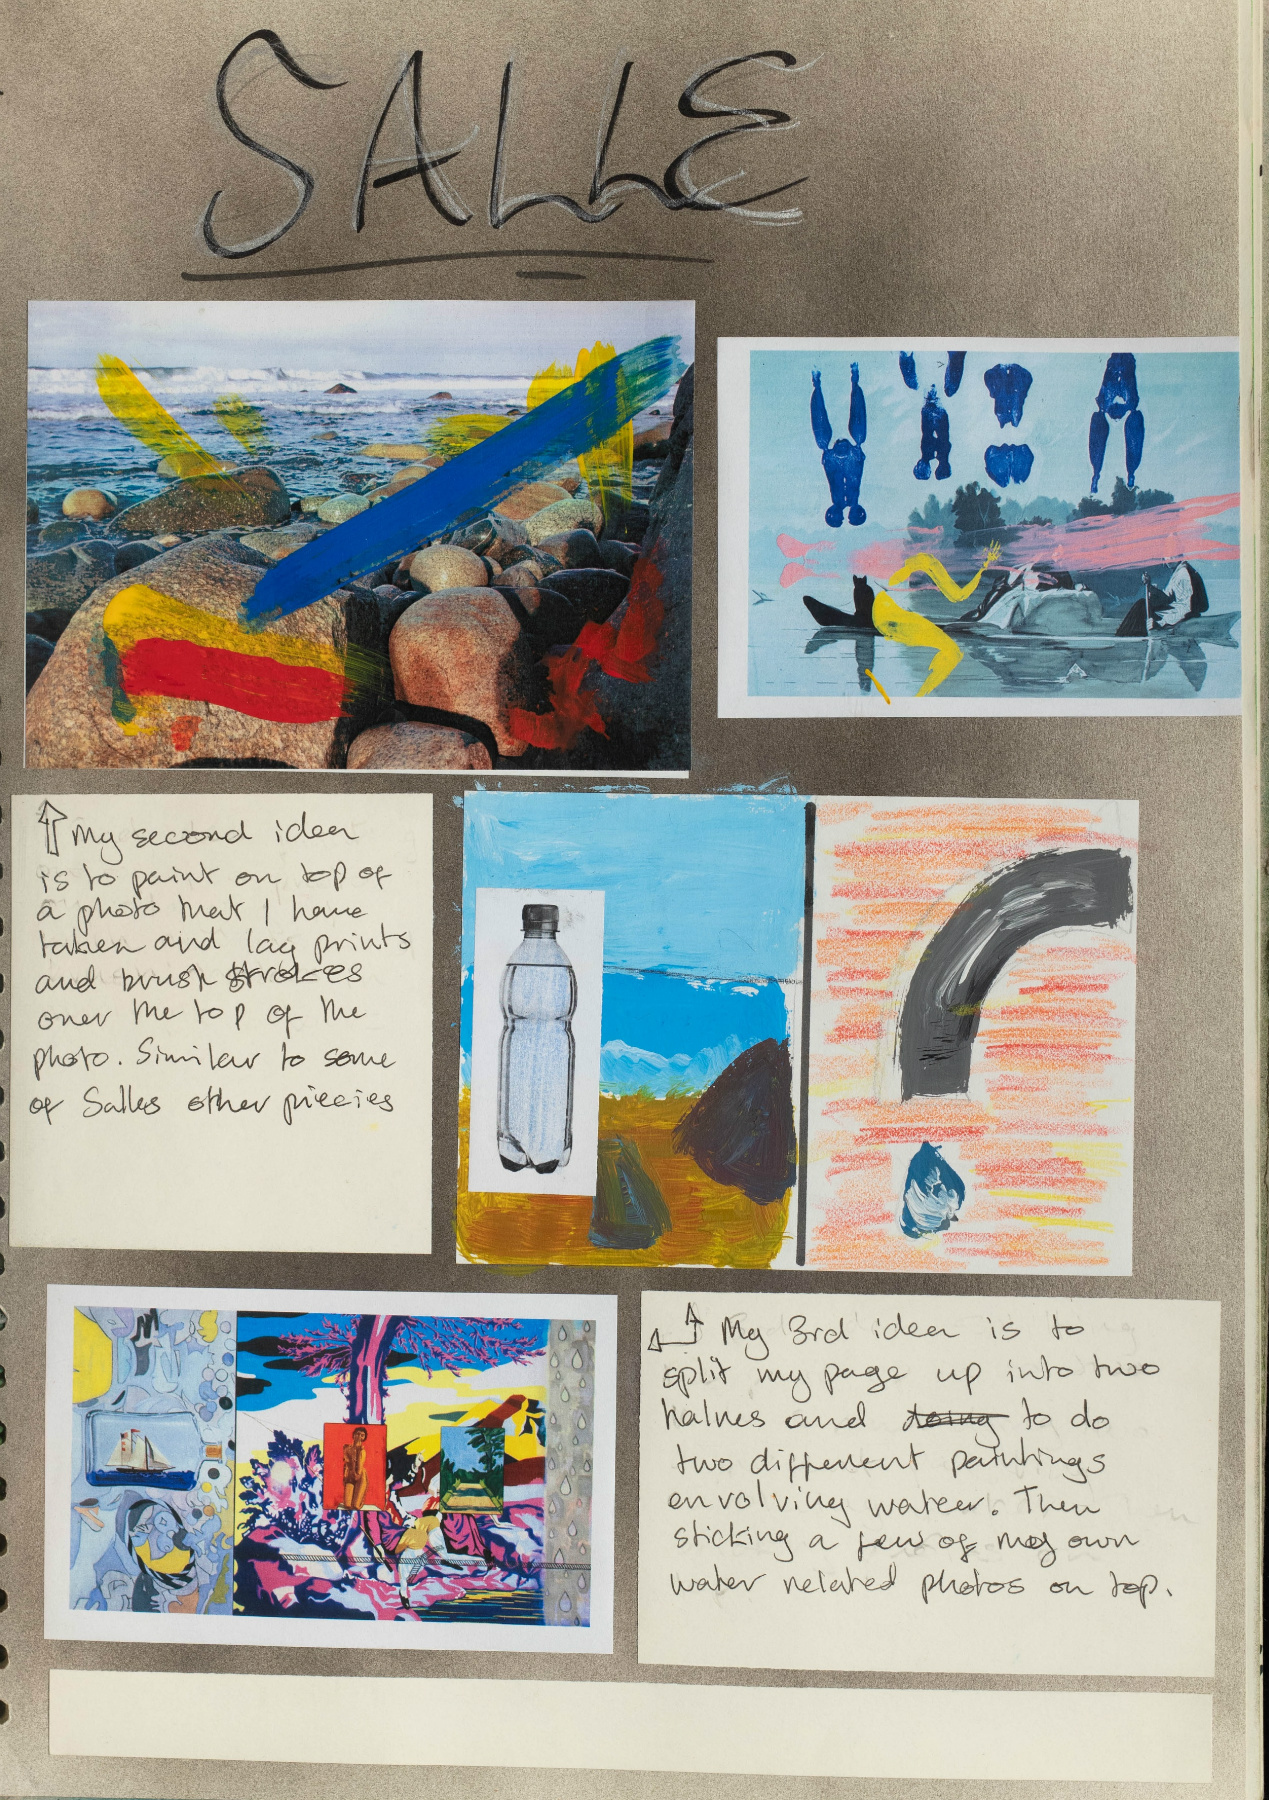 SALLE
My second idea
is to paint on top of
a photo that I have
taken and lay prints
and brush strokes
over the top of the
photo. Similar to some
of Salles other piecies
My 3rd idea is to
split my page up into two
halves and doing to do
two different paintings
envolving wateer. Then
sticking a few of my own
water related photos on top.